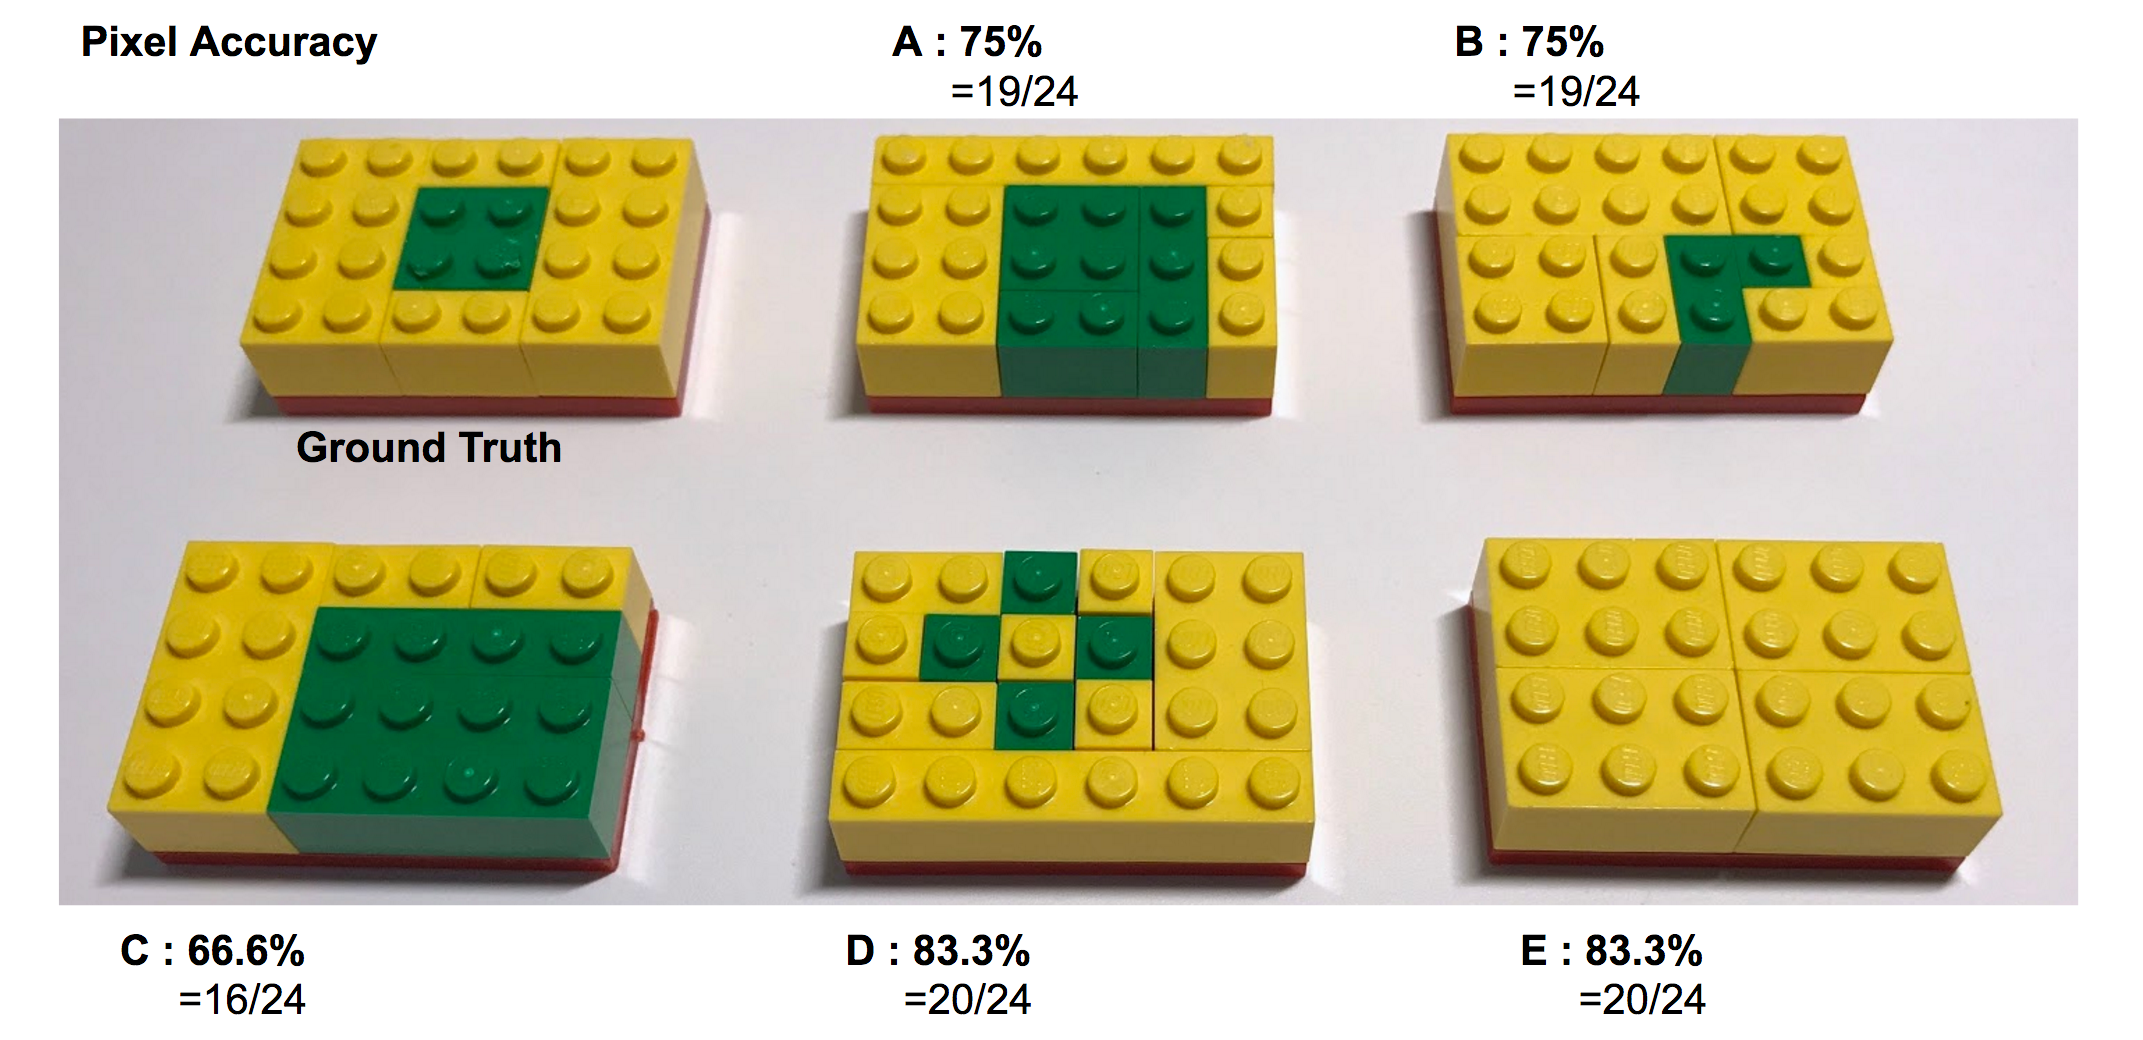 Pixel Accuracy
A : 75%
=19/24
B : 75%
=19/24
Ground Truth
C : 66.6%
=16/24
D : 83.3%
=20/24
E : 83.3%
=20/24